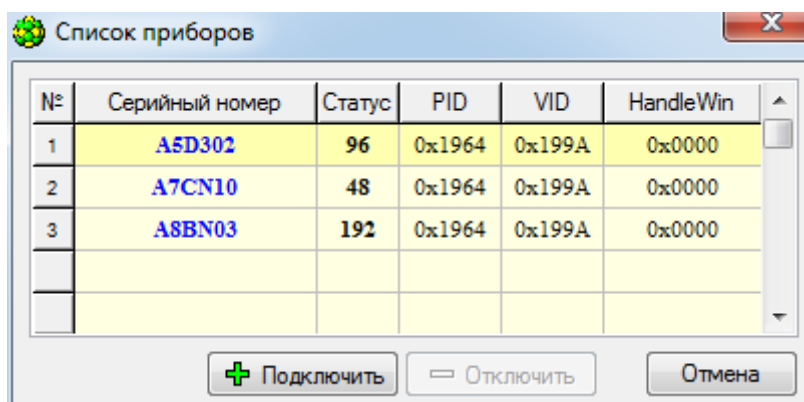 Список приборов
№ Серийный номер Статус PID VID HandleWin
1 A5D302 96 0x1964 0x199A 0x0000
2 A7CN10 48 0x1964 0x199A 0x0000
3 A8BN03 192 0x1964 0x199A 0x0000
Подключить Отключить Отмена